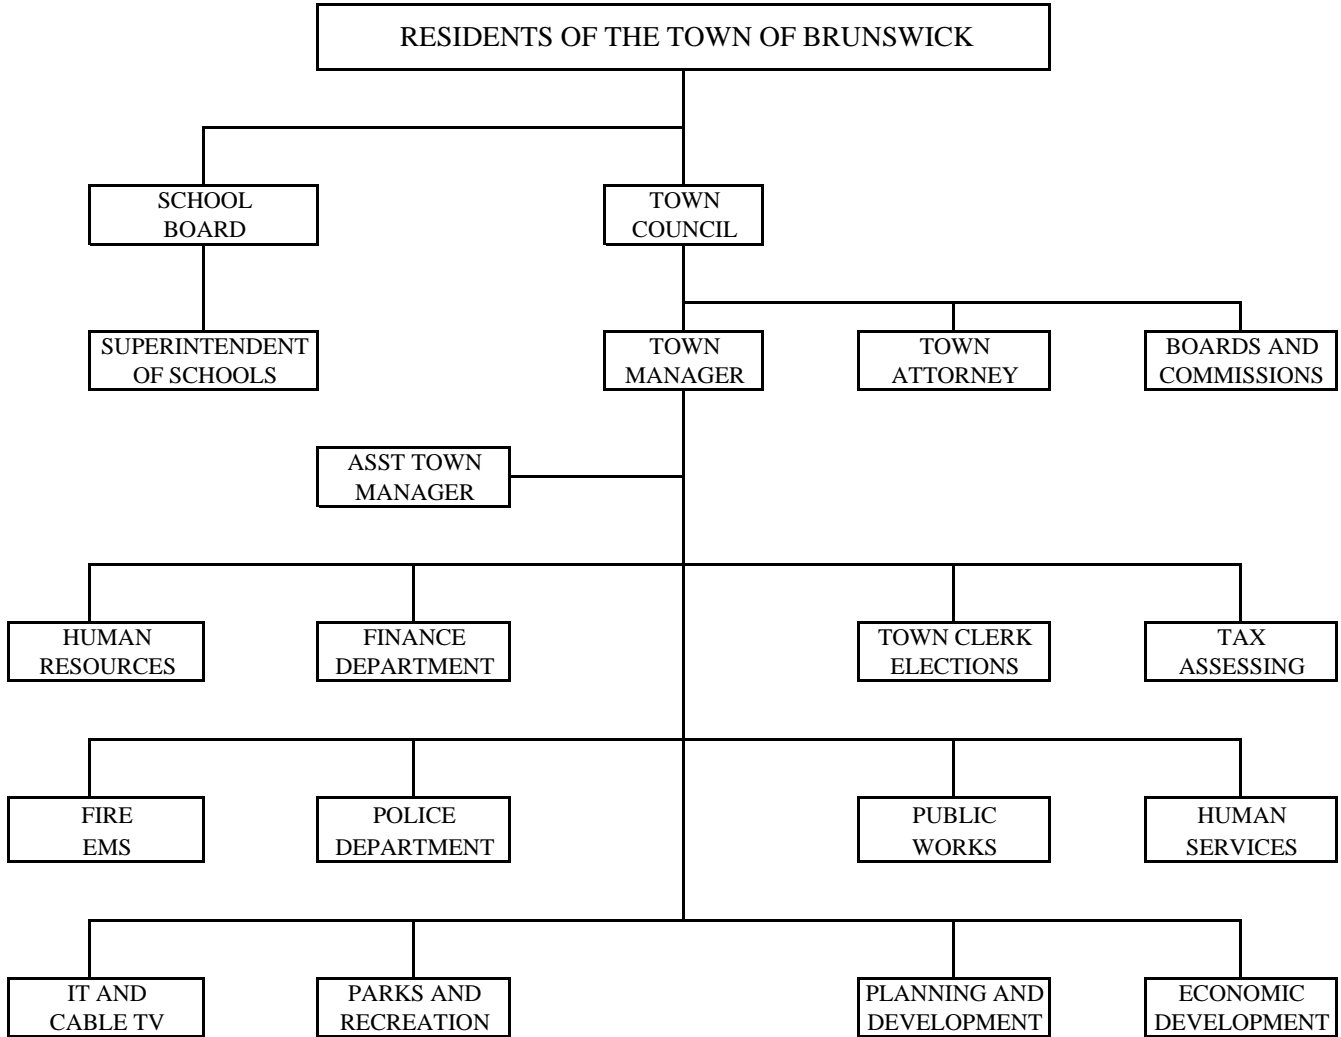 RESIDENTS OF THE TOWN OF BRUNSWICK
SCHOOL
BOARD
TOWN
COUNCIL
SUPERINTENDENT
OF SCHOOLS
TOWN
MANAGER
TOWN
ATTORNEY
BOARDS AND
COMMISSIONS
ASST TOWN
MANAGER
HUMAN
RESOURCES
FINANCE
DEPARTMENT
TOWN CLERK
ELECTIONS
TAX
ASSESSING
FIRE
EMS
POLICE
DEPARTMENT
PUBLIC
WORKS
HUMAN
SERVICES
IT AND
CABLE TV
PARKS AND
RECREATION
PLANNING AND
DEVELOPMENT
ECONOMIC
DEVELOPMENT